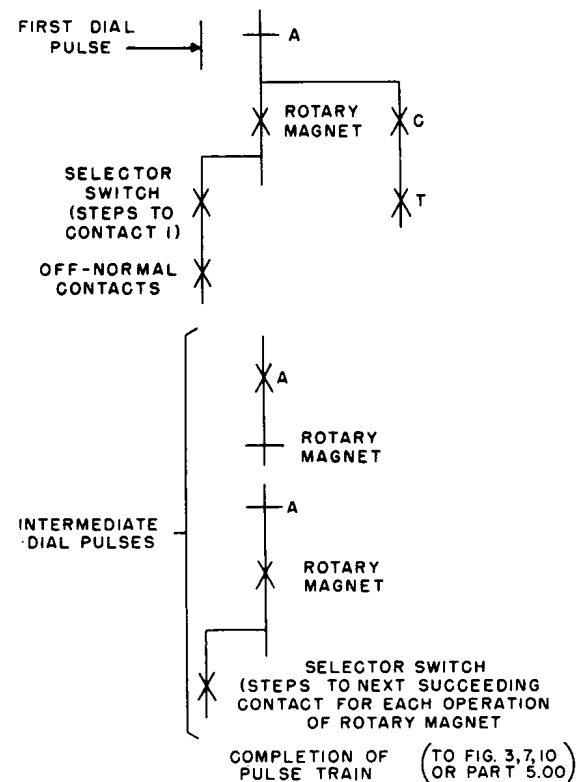 FIRST DIAL
PULSE
A
ROTARY
MAGNET
C
SELECTOR
SWITCH
(STEPS TO
CONTACT 1)
T
OFF-NORMAL
CONTACTS
A
ROTARY
MAGNET
INTERMEDIATE
DIAL PULSES
A
ROTARY
MAGNET
SELECTOR SWITCH
(STEPS TO NEXT SUCCEEDING
CONTACT FOR EACH OPERATION
OF ROTARY MAGNET
COMPLETION OF
PULSE TRAIN
(TO FIG. 3,7,10
OR PART 5.00)